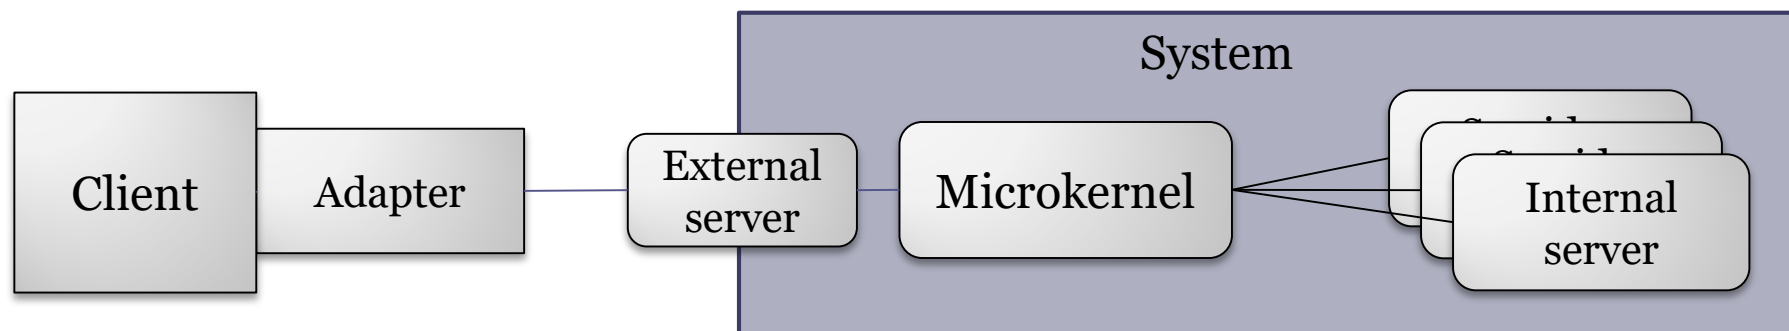 System
Client
Adapter
External
server
Microkernel
Internal
server